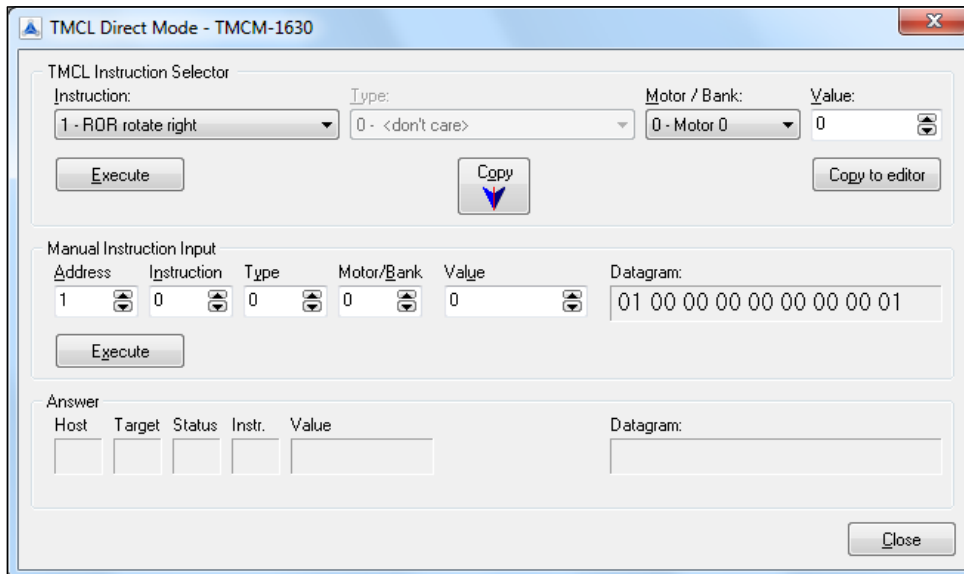 TMCL Direct Mode - TMCM-1630
TMCL Instruction Selector
Instruction: Type: Motor / Bank: Value:
1 - ROR rotate right 0 - <don't care> 0 - Motor 0 0
Execute Copy Copy to editor
Manual Instruction Input
Address Instruction Type Motor/Bank Value Datagram:
1 0 0 0 0 01 00 00 00 00 00 00 00 01
Execute
Answer
Host Target Status Instr. Value Datagram:
Close